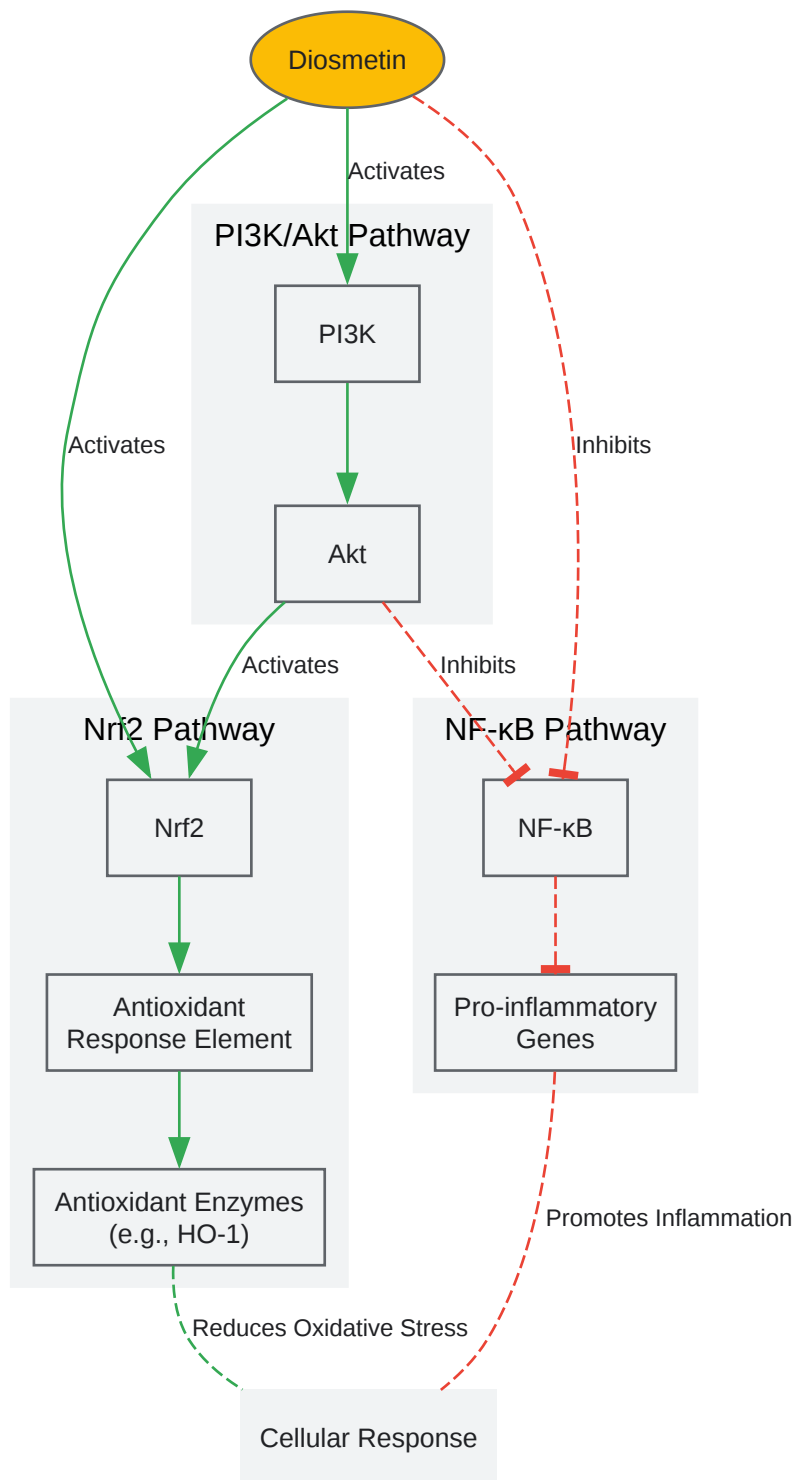 Diosmetin
Activates
PI3K/Akt Pathway
PI3K
Activates
Inhibits
Akt
Activates
Inhibits
Nrf2 Pathway
NF-κB Pathway
Nrf2
NF-κB
Antioxidant
Response Element
Pro-inflammatory
Genes
Antioxidant Enzymes
(e.g., HO-1)
Promotes Inflammation
Reduces Oxidative Stress
Cellular Response